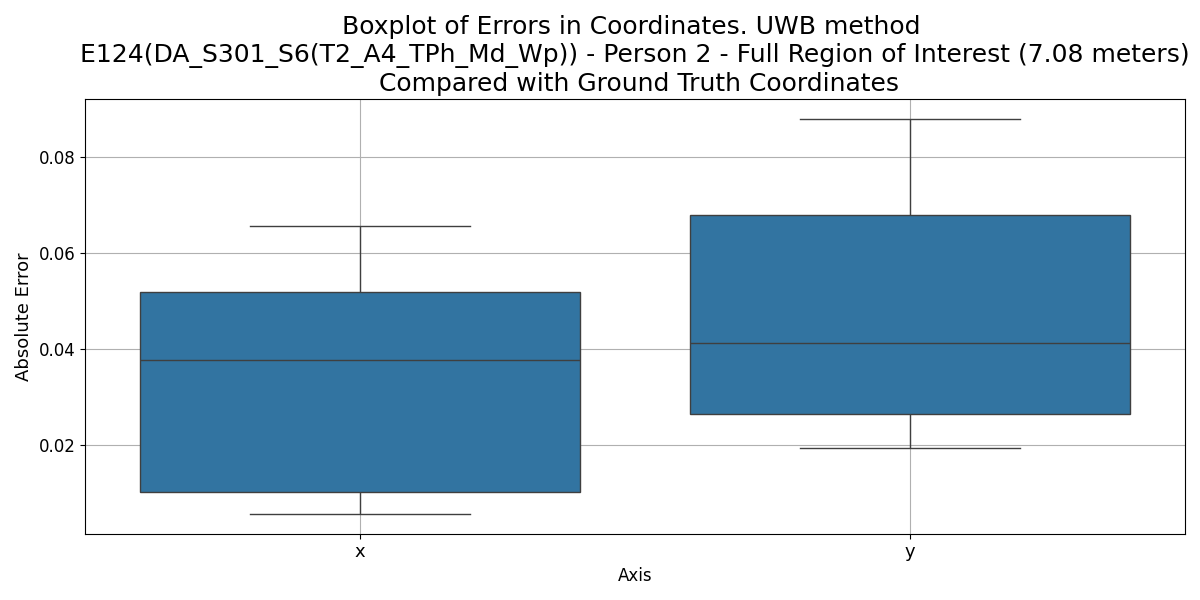 Boxplot of Errors in Coordinates. UWB method
E124(DA_S301_S6(T2_A4_TPh_Md_Wp)) - Person 2 - Full Region of Interest (7.08 meters)
Compared with Ground Truth Coordinates
0.08
0.06
0.04
0.02
Absolute Error
x y
Axis